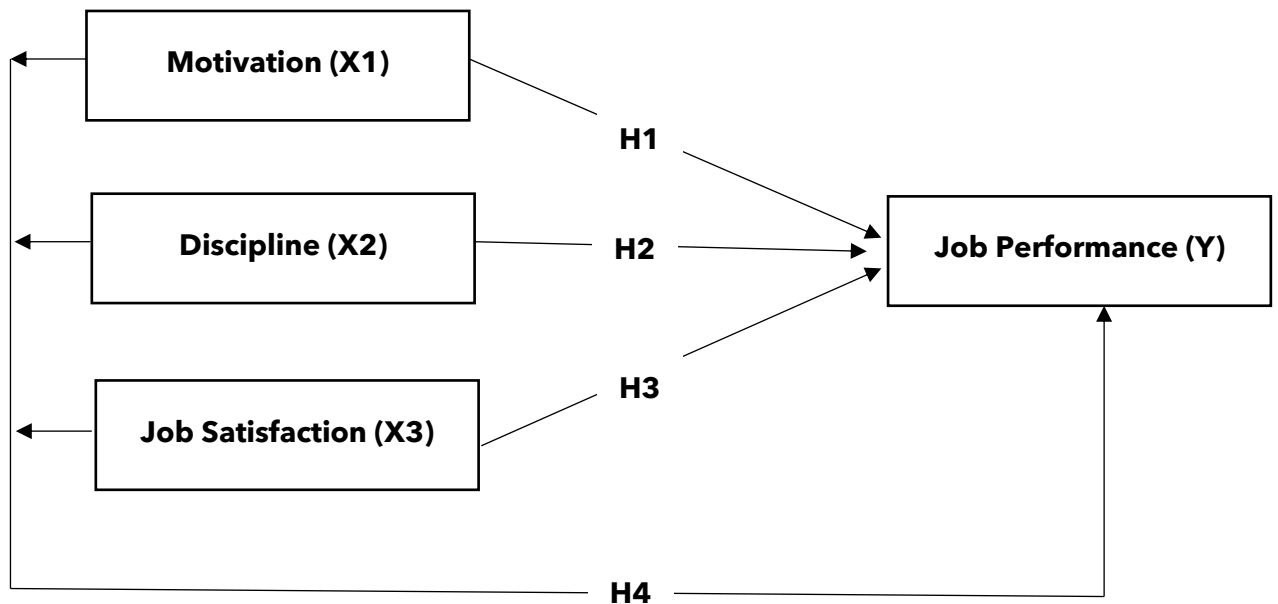 Motivation (X1)
H1
Discipline (X2)
H2
Job Performance (Y)
H3
Job Satisfaction (X3)
H4